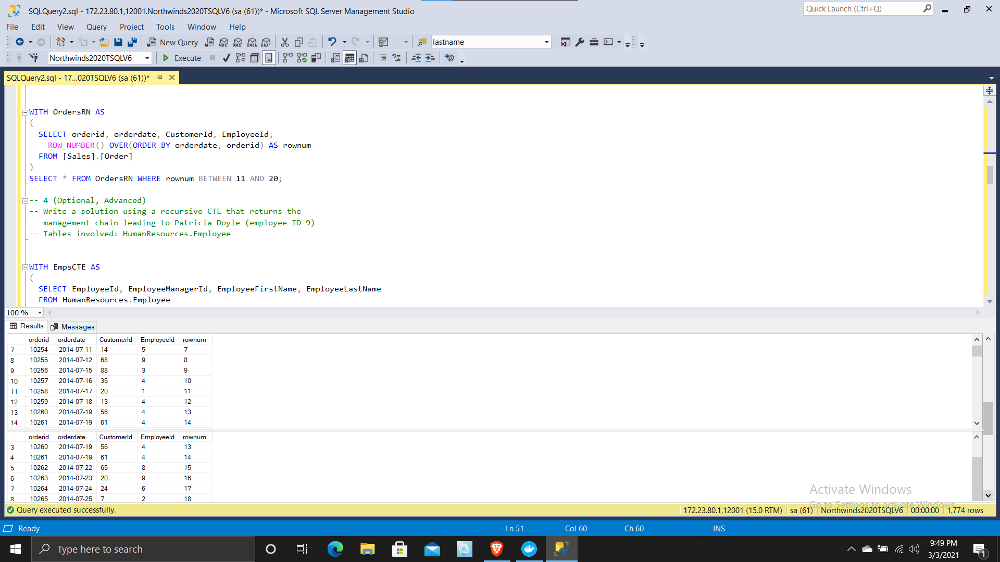 SQLQuery2.sql - 172.23.80.1,12001.Northwinds2020TSQLV6 (sa (61))* - Microsoft SQL Server Management Studio
Quick Launch (Ctrl+Q)
File Edit View Query Project Tools Window Help
New Query MDX DMX XMLA DAX lastname
Northwinds2020TSQLV6 Execute
SQLQuery2.sql - 17...020TSQLV6 (sa (61))*
WITH OrdersRN AS
(
SELECT orderid, orderdate, CustomerId, EmployeeId,
ROW_NUMBER() OVER(ORDER BY orderdate, orderid) AS rownum
FROM [Sales].[Order]
)
SELECT * FROM OrdersRN WHERE rownum BETWEEN 11 AND 20;
-- 4 (Optional, Advanced)
-- Write a solution using a recursive CTE that returns the
-- management chain leading to Patricia Doyle (employee ID 9)
-- Tables involved: HumanResources.Employee
WITH EmpsCTE AS
(
SELECT EmployeeId, EmployeeManagerId, EmployeeFirstName, EmployeeLastName
FROM HumanResources.Employee
100 %
Results Messages
orderid orderdate CustomerId EmployeeId rownum
7 10254 2014-07-11 14 5 7
8 10255 2014-07-12 68 9 8
9 10256 2014-07-15 88 3 9
10 10257 2014-07-16 35 4 10
11 10258 2014-07-17 20 1 11
12 10259 2014-07-18 13 4 12
13 10260 2014-07-19 56 4 13
14 10261 2014-07-19 61 4 14
orderid orderdate CustomerId EmployeeId rownum
3 10260 2014-07-19 56 4 13
4 10261 2014-07-19 61 4 14
5 10262 2014-07-22 65 8 15
6 10263 2014-07-23 20 9 16
7 10264 2014-07-24 24 6 17
8 10265 2014-07-25 7 2 18
Activate Windows
Go to Settings to activate Windows.
Query executed successfully. 172.23.80.1,12001 (15.0 RTM) sa (61) Northwinds2020TSQLV6 00:00:00 1,774 rows
Ready Ln 51 Col 60 Ch 60 INS
Type here to search
9:49 PM
3/3/2021
1